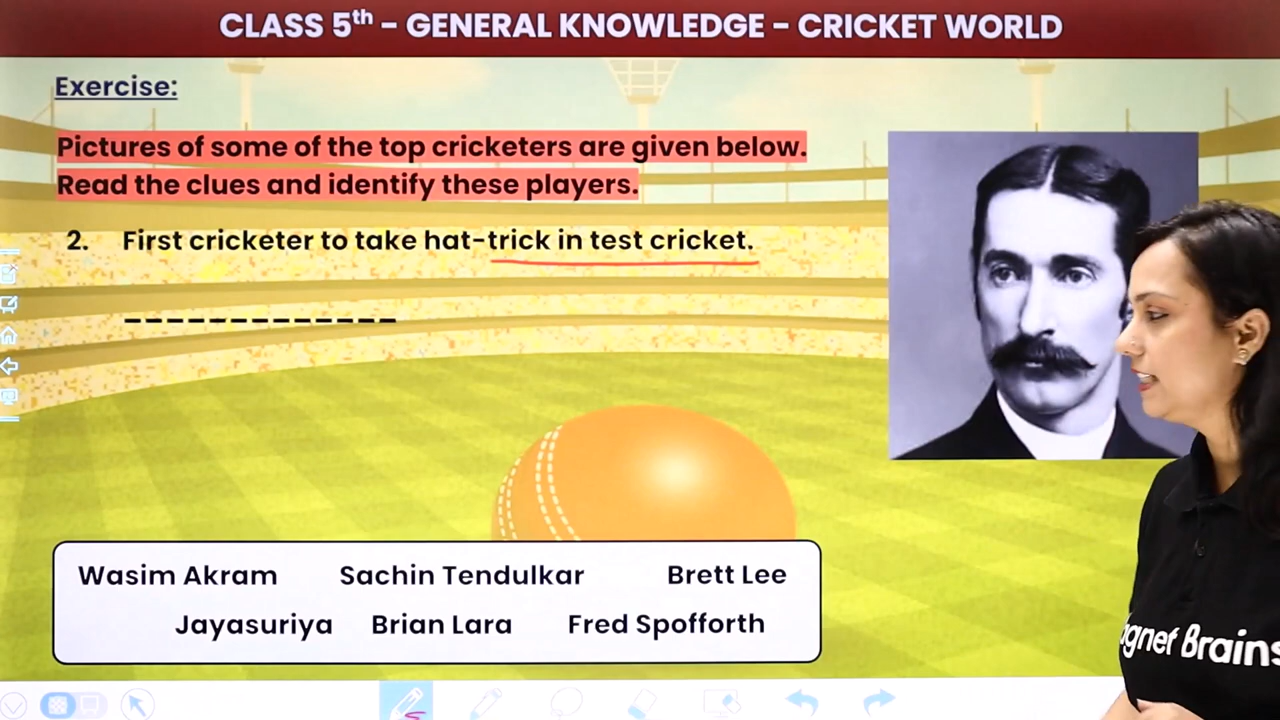 CLASS 5th – GENERAL KNOWLEDGE – CRICKET WORLD
Exercise:
Pictures of some of the top cricketers are given below.
Read the clues and identify these players.
2. First cricketer to take hat-trick in test cricket.
Wasim Akram Sachin Tendulkar Brett Lee
Jayasuriya Brian Lara Fred Spofforth
agnet Brains